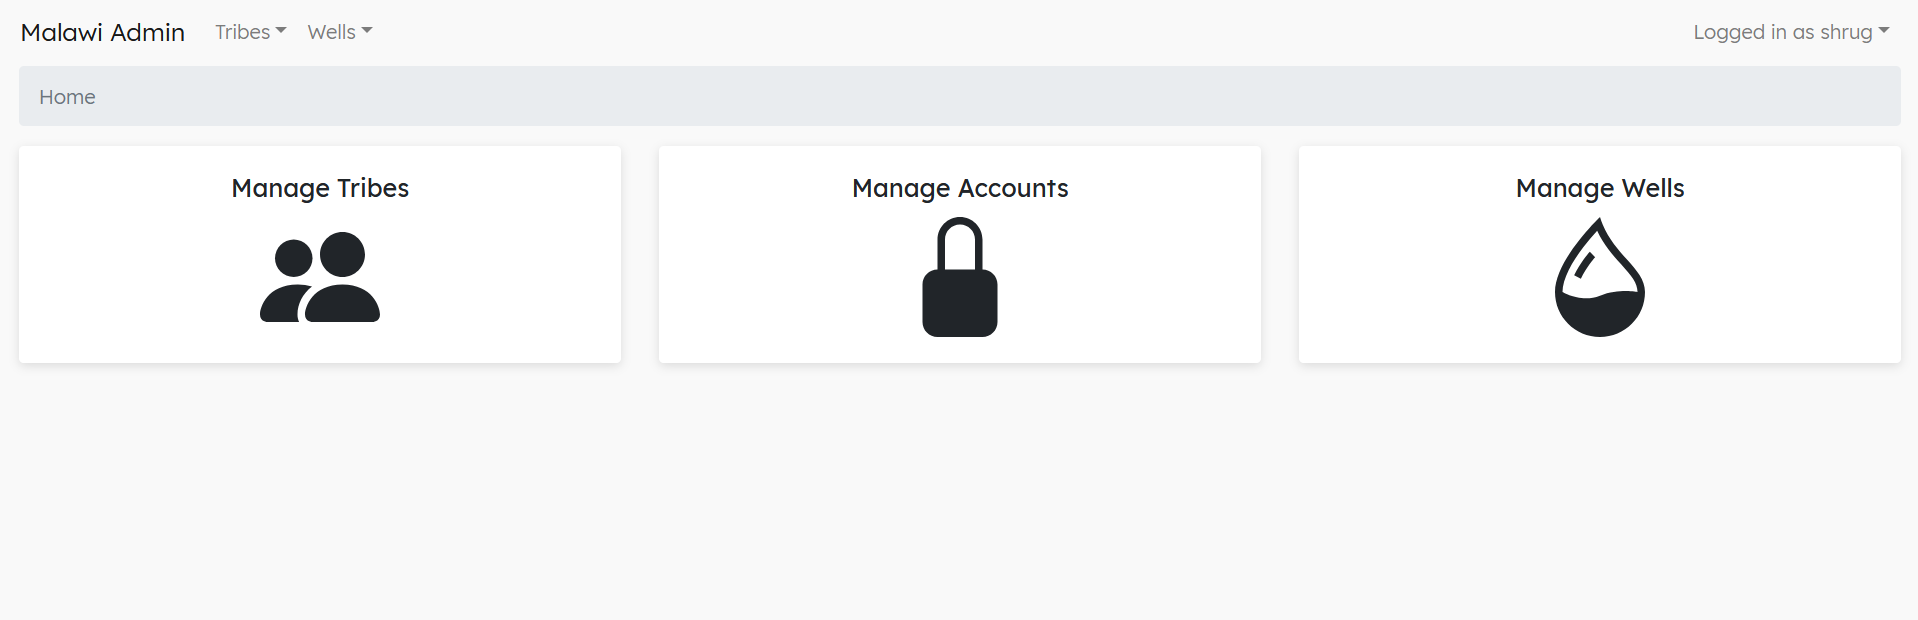 Malawi Admin Tribes Wells Logged in as shrug
Home
Manage Tribes
Manage Accounts
Manage Wells